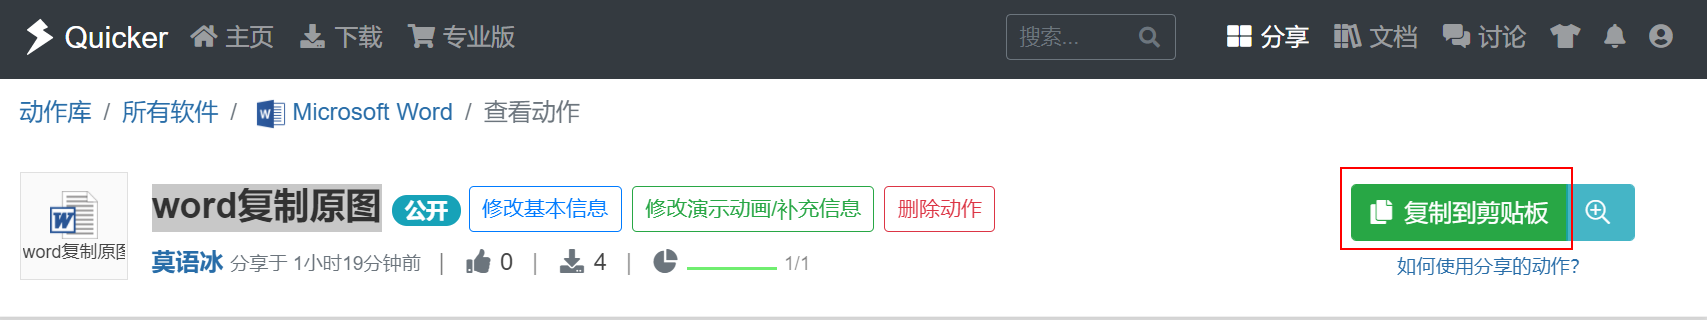 Quicker 主页 下载 专业版 搜索... 分享 文档 讨论
动作库 / 所有软件 / Microsoft Word / 查看动作
word复制原图 公开 修改基本信息 修改演示动画/补充信息 删除动作 复制到剪贴板
word复制原图
莫语冰 分享于 1小时19分钟前 | 0 | 4 | 1/1
如何使用分享的动作?